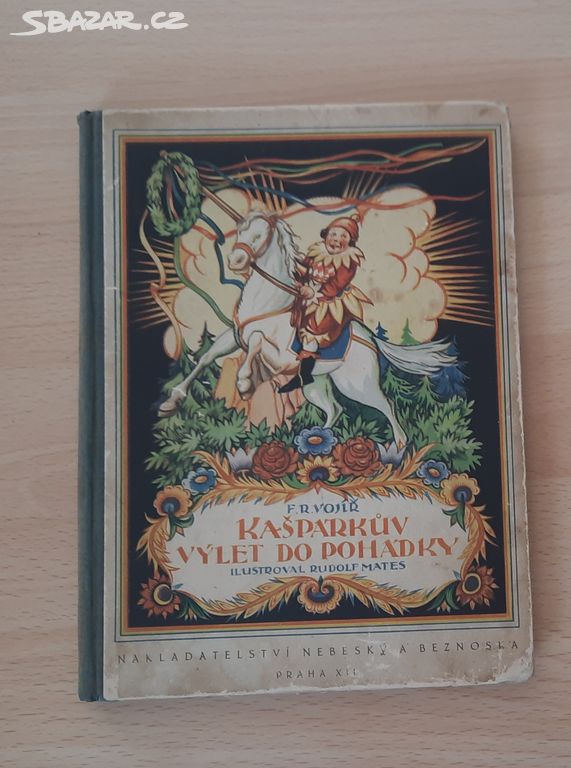 SBAZAR.CZ
F. R. VOJÍŘ
KAŠPÁRKŮV
VÝLET DO POHÁDKY
ILUSTROVAL RUDOLF MATES
NAKLADATELSTVÍ NEBESKÝ A BEZNOSKA
PRAHA XII